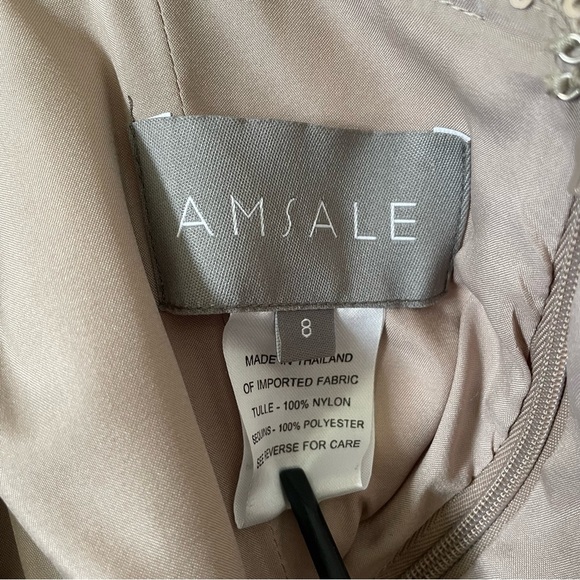 AMSALE
8
MADE IN THAILAND
OF IMPORTED FABRIC
TULLE - 100% NYLON
SEQUINS - 100% POLYESTER
SEE REVERSE FOR CARE